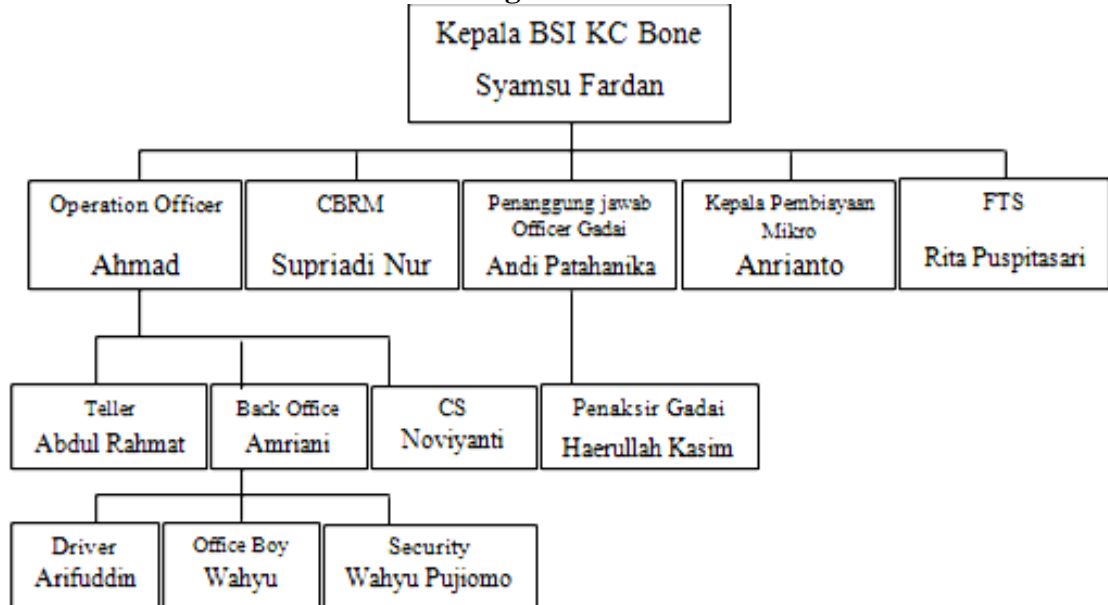 Kepala BSI KC Bone
Syamsu Fardan
Operation Officer
Ahmad
CBRM
Supriadi Nur
Penanggung jawab
Officer Gadai
Andi Patahanika
Kepala Pembiayaan
Mikro
Anrianto
FTS
Rita Puspitasari
Teller
Abdul Rahmat
Back Office
Amriani
CS
Noviyanti
Penaksir Gadai
Haerullah Kasim
Driver
Arifuddin
Office Boy
Wahyu
Security
Wahyu Pujiomo